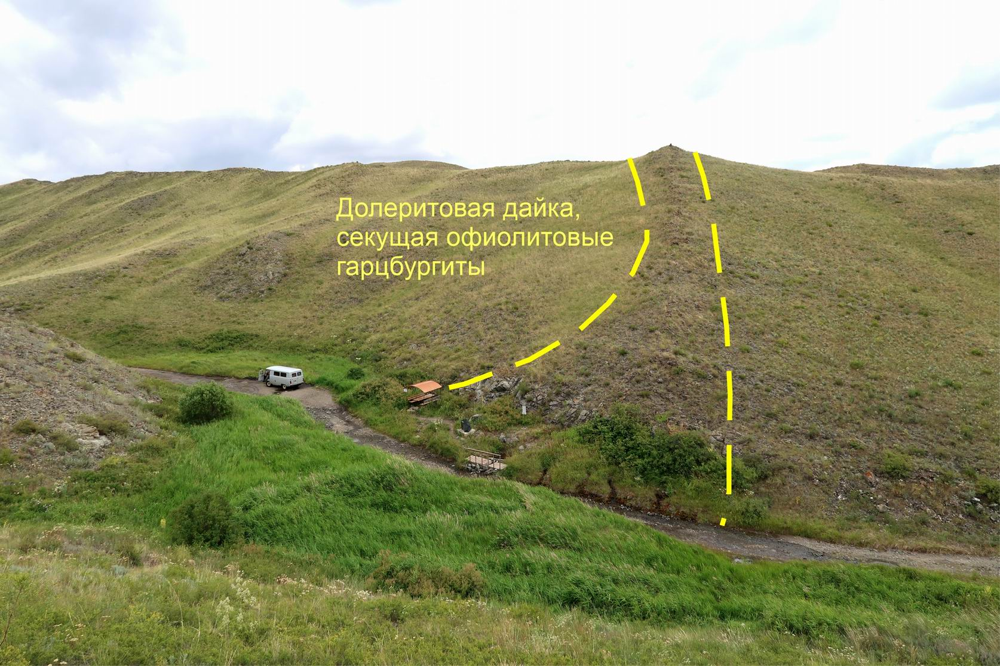 Долеритовая дайка,
секущая офиолитовые
гарцбургиты